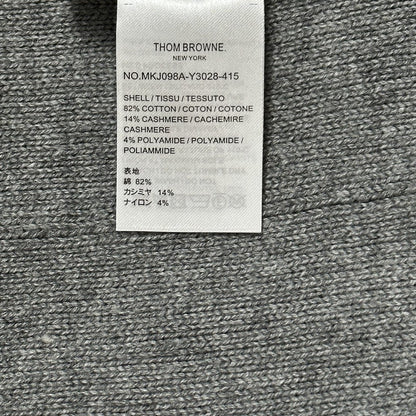 THOM BROWNE.
NEW YORK
NO.MKJ098A-Y3028-415
SHELL / TISSU / TESSUTO
82% COTTON / COTON / COTONE
14% CASHMERE / CACHEMIRE
CASHMERE
4% POLYAMIDE / POLYAMIDE /
POLIAMMIDE
表地
綿 82%
カシミヤ 14%
ナイロン 4%